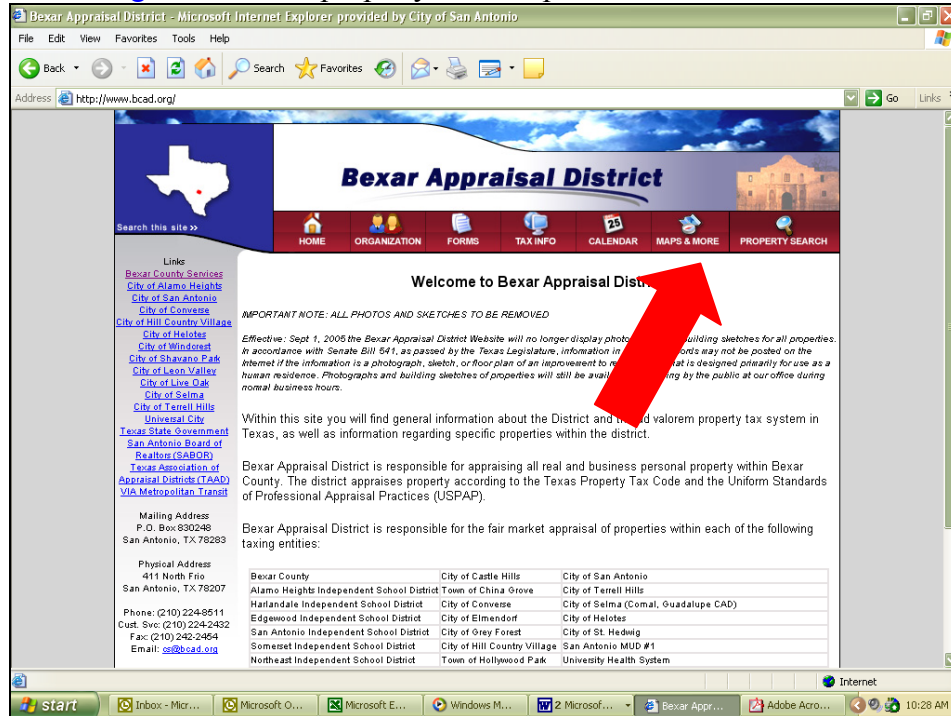 Bexar Appraisal District - Microsoft Internet Explorer provided by City of San Antonio
File Edit View Favorites Tools Help
Back Search Favorites
Address http://www.bcad.org/ Go Links
Bexar Appraisal District
Search this site >>
HOME ORGANIZATION FORMS TAX INFO 25 CALENDAR MAPS & MORE PROPERTY SEARCH
Links
Bexar County Services
City of Alamo Heights
City of San Antonio
City of Converse
City of Hill Country Village
City of Helotes
City of Windcrest
City of Shavano Park
City of Leon Valley
City of Live Oak
City of Selma
City of Terrell Hills
Universal City
Texas State Government
San Antonio Board of
Realtors (SABOR)
Texas Association of
Appraisal Districts (TAAD)
VIA Metropolitan Transit
Mailing Address
P.O. Box 830248
San Antonio, TX 78283
Physical Address
411 North Frio
San Antonio, TX 78207
Phone: (210) 224-8511
Cust. Svc: (210) 224-2432
Fax: (210) 242-2454
Email: cs@bcad.org
Welcome to Bexar Appraisal Distr
IMPORTANT NOTE: ALL PHOTOS AND SKETCHES TO BE REMOVED
Effective: Sept 1, 2005 the Bexar Appraisal District Website will no longer display photo uilding sketches for all properties.
In accordance with Senate Bill 541, as passed by the Texas Legislature, information in ords may not be posted on the
Internet if the information is a photograph, sketch, or floor plan of an improvement to re at is designed primarily for use as a
human residence. Photographs and building sketches of properties will still be avail ing by the public at our office during
normal business hours.
Within this site you will find general information about the District and valorem property tax system in
Texas, as well as information regarding specific properties within the district.
Bexar Appraisal District is responsible for appraising all real and business personal property within Bexar
County. The district appraises property according to the Texas Property Tax Code and the Uniform Standards
of Professional Appraisal Practices (USPAP).
Bexar Appraisal District is responsible for the fair market appraisal of properties within each of the following
taxing entities:
Bexar County City of Castle Hills City of San Antonio
Alamo Heights Independent School District Town of China Grove City of Terrell Hills
Harlandale Independent School District City of Converse City of Selma (Comal, Guadalupe CAD)
Edgewood Independent School District City of Elmendorf City of Helotes
San Antonio Independent School District City of Grey Forest City of St. Hedwig
Somerset Independent School District City of Hill Country Village San Antonio MUD #1
Northeast Independent School District Town of Hollywood Park University Health System
Internet
start Inbox - Micr... Microsoft O... Microsoft E... Windows M... 2 Microsof... Bexar Appr... Adobe Acro... 10:28 AM